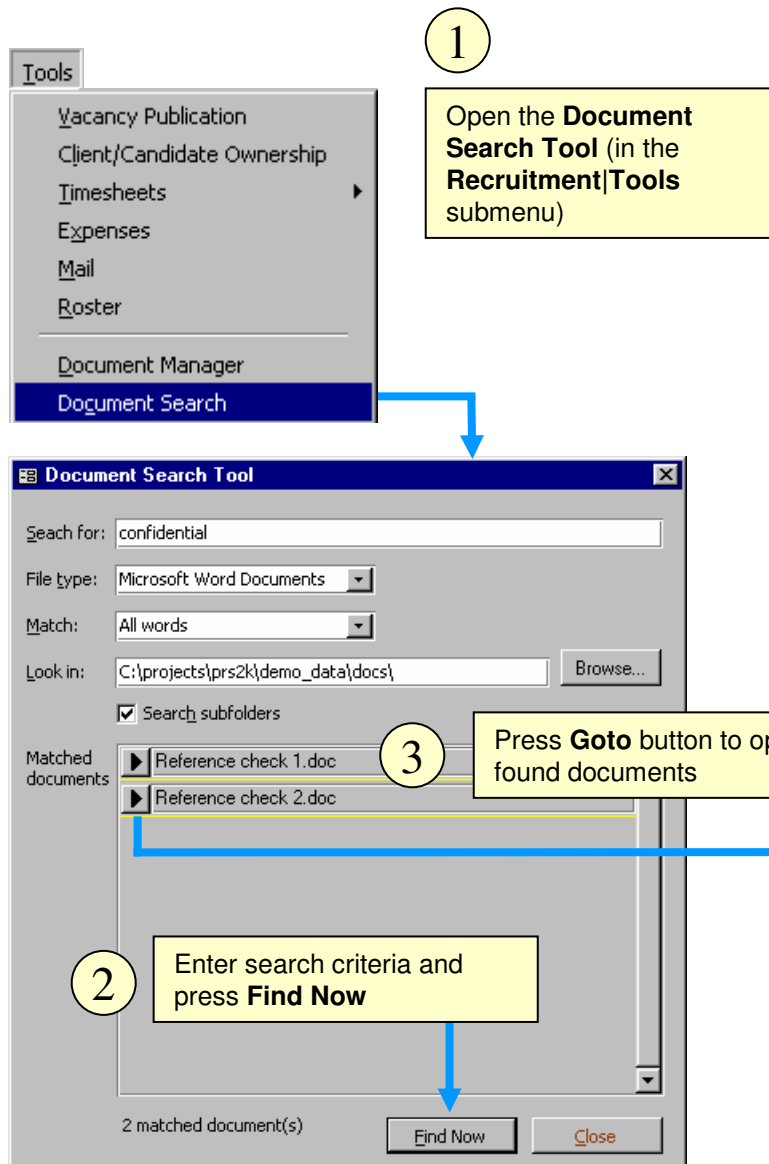 1
Tools
Open the Document
Search Tool (in the
Recruitment|Tools
submenu)
Vacancy Publication
Client/Candidate Ownership
Timesheets
Expenses
Mail
Roster
Document Manager
Document Search
Document Search Tool
Seach for: confidential
File type: Microsoft Word Documents
Match: All words
Look in: C:\projects\prs2k\demo_data\docs\ Browse...
Search subfolders
Matched
documents
Reference check 1.doc
Reference check 2.doc
3
Press Goto button to op
found documents
2
Enter search criteria and
press Find Now
2 matched document(s) Find Now Close